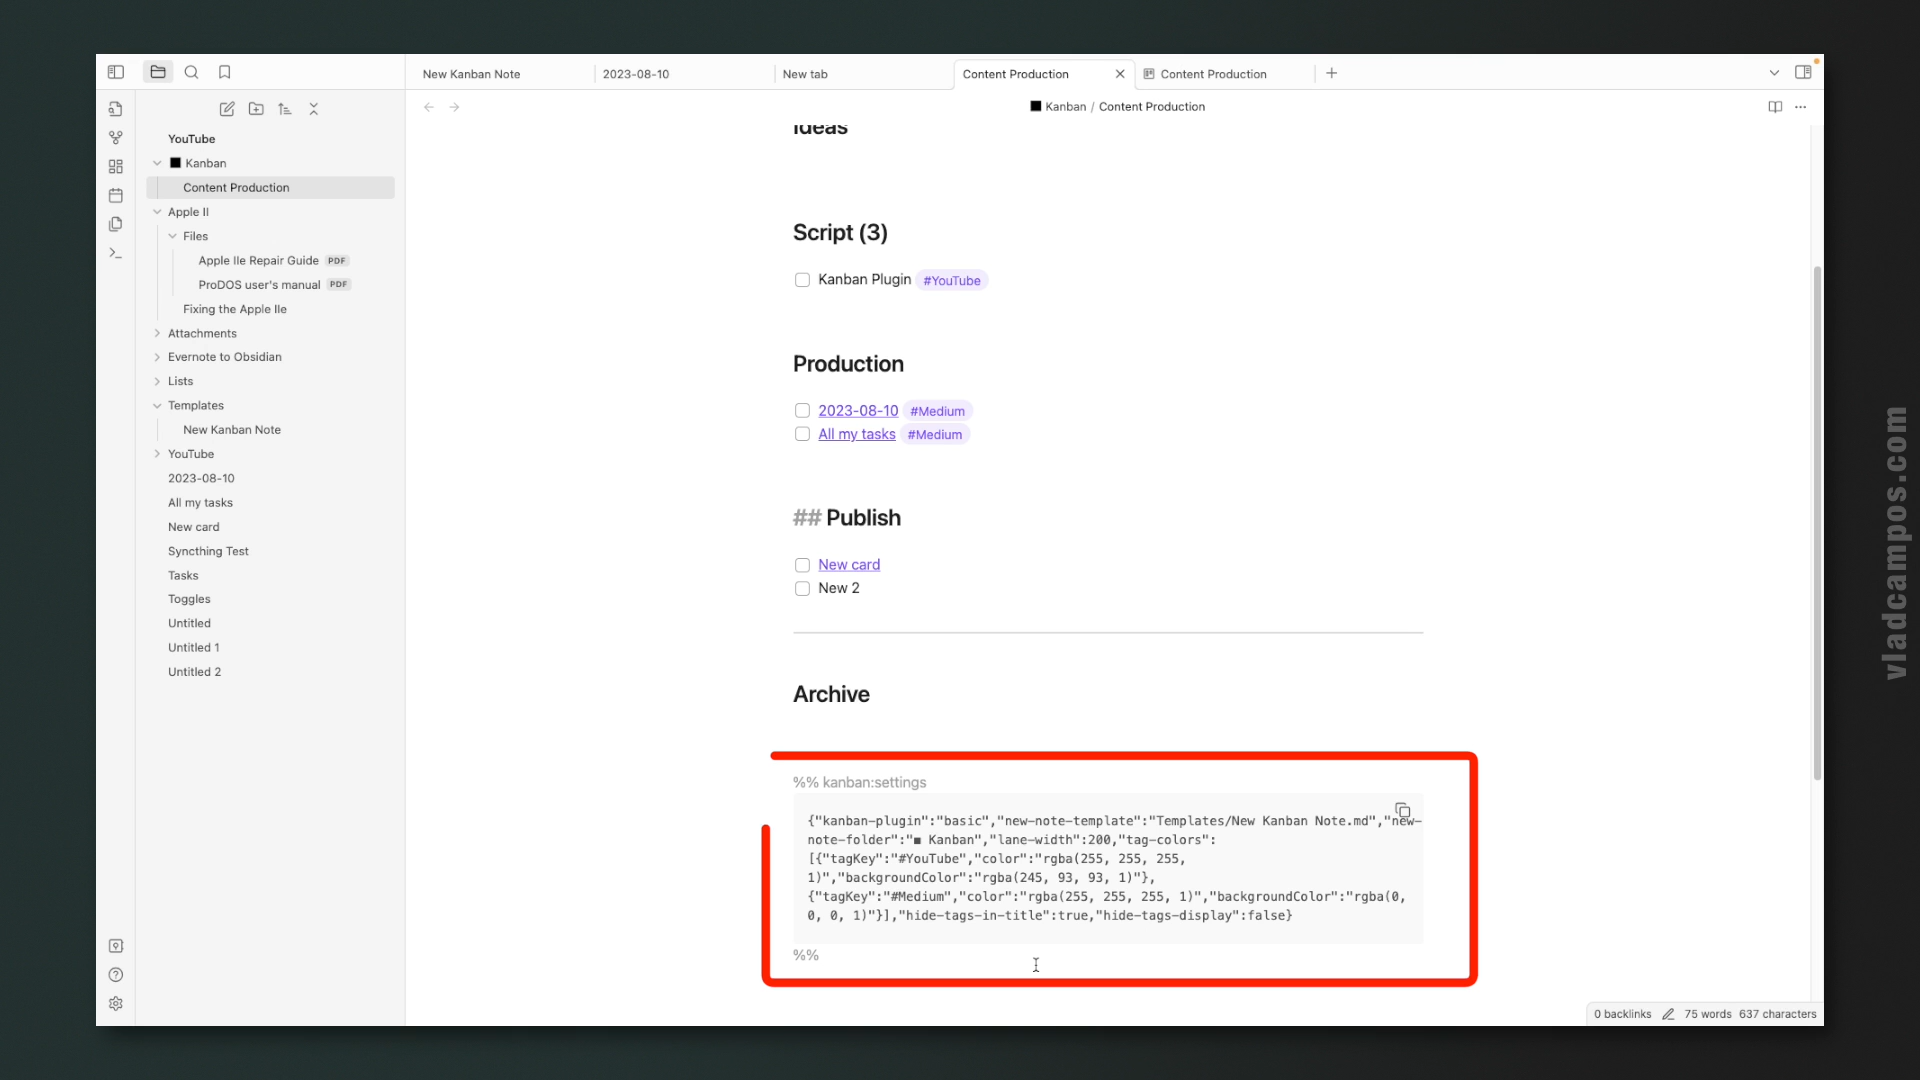 New Kanban Note
2023-08-10
New tab
Content Production
Content Production
Kanban / Content Production
YouTube
Kanban
Content Production
Apple II
Files
Apple IIe Repair Guide PDF
ProDOS user's manual PDF
Fixing the Apple IIe
Attachments
Evernote to Obsidian
Lists
Templates
New Kanban Note
YouTube
2023-08-10
All my tasks
New card
Syncthing Test
Tasks
Toggles
Untitled
Untitled 1
Untitled 2
Ideas
Script (3)
Kanban Plugin #YouTube
Production
2023-08-10 #Medium
All my tasks #Medium
## Publish
New card
New 2
Archive
%% kanban:settings
{"kanban-plugin":"basic","new-note-template":"Templates/New Kanban Note.md","new-
note-folder":"■ Kanban","lane-width":200,"tag-colors":
[{"tagKey":"#YouTube","color":"rgba(255, 255, 255,
1)","backgroundColor":"rgba(245, 93, 93, 1)"},
{"tagKey":"#Medium","color":"rgba(255, 255, 255, 1)","backgroundColor":"rgba(0,
0, 0, 1)"}],"hide-tags-in-title":true,"hide-tags-display":false}
%%
0 backlinks 75 words 637 characters
vladcampos.com